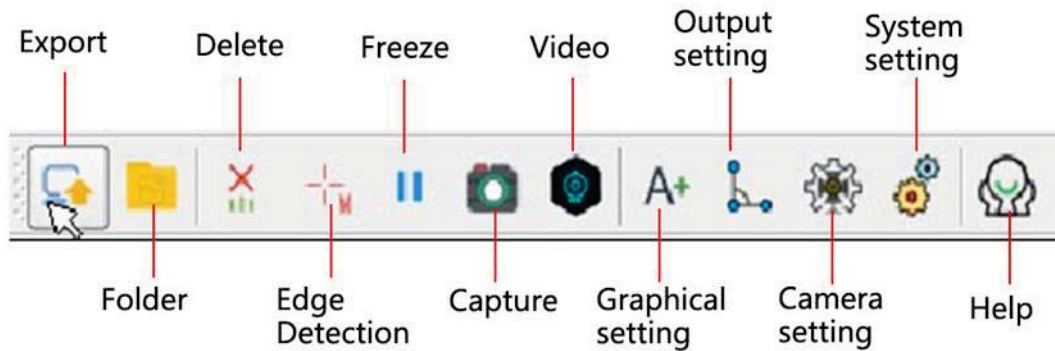 Export
Delete
Freeze
Video
Output
setting
System
setting
A+
M
Folder
Edge
Detection
Capture
Graphical
setting
Camera
setting
Help